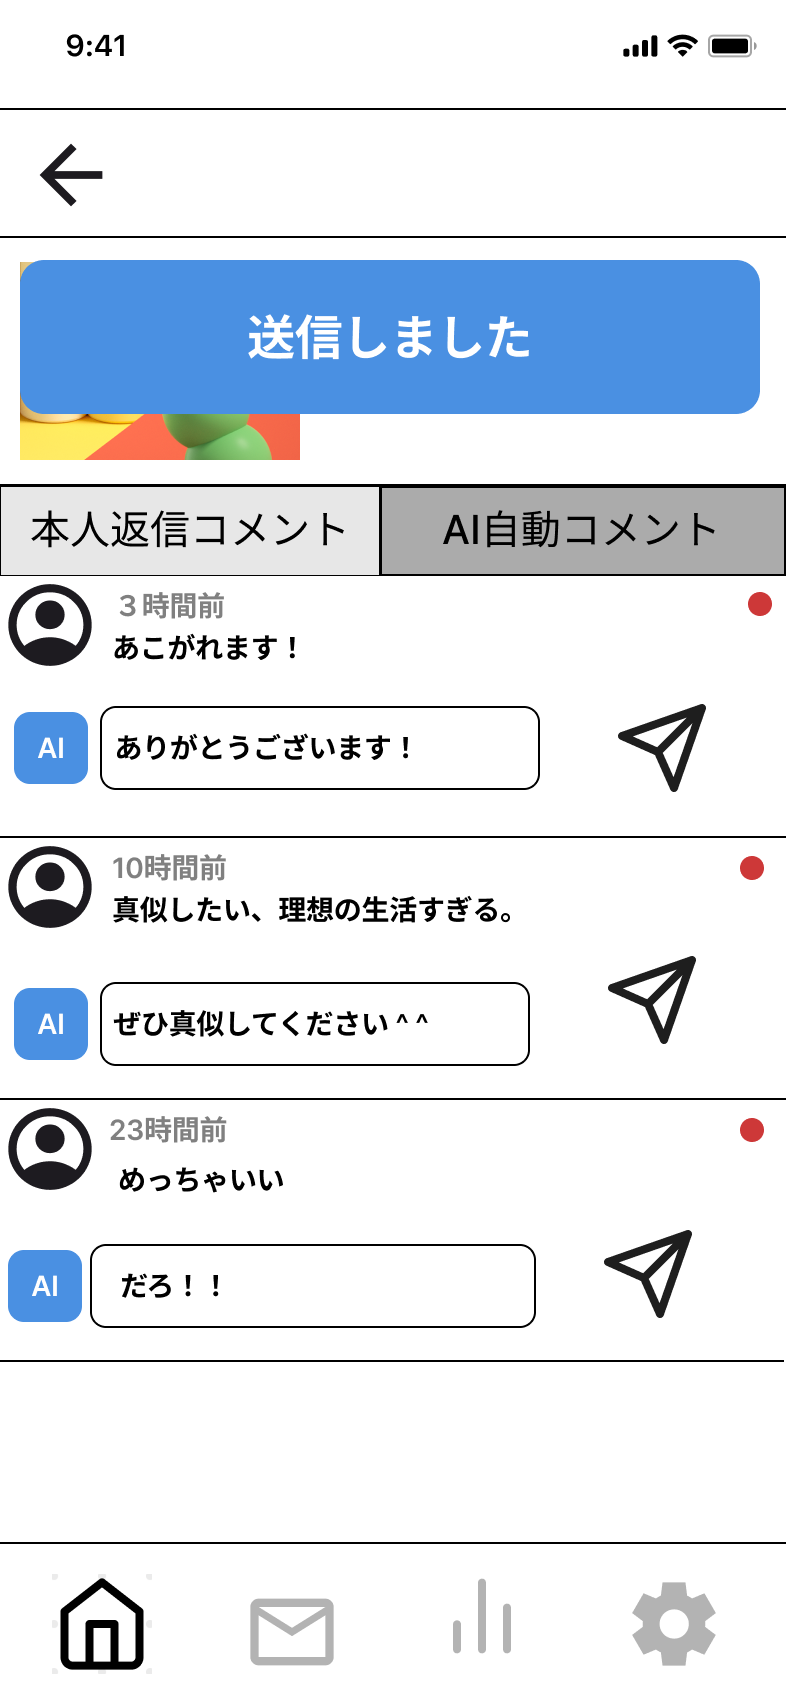 9:41
送信しました
本人返信コメント
AI自動コメント
３時間前
あこがれます！
AI
ありがとうございます！
10時間前
真似したい、理想の生活すぎる。
AI
ぜひ真似してください＾＾
23時間前
めっちゃいい
AI
だろ！！